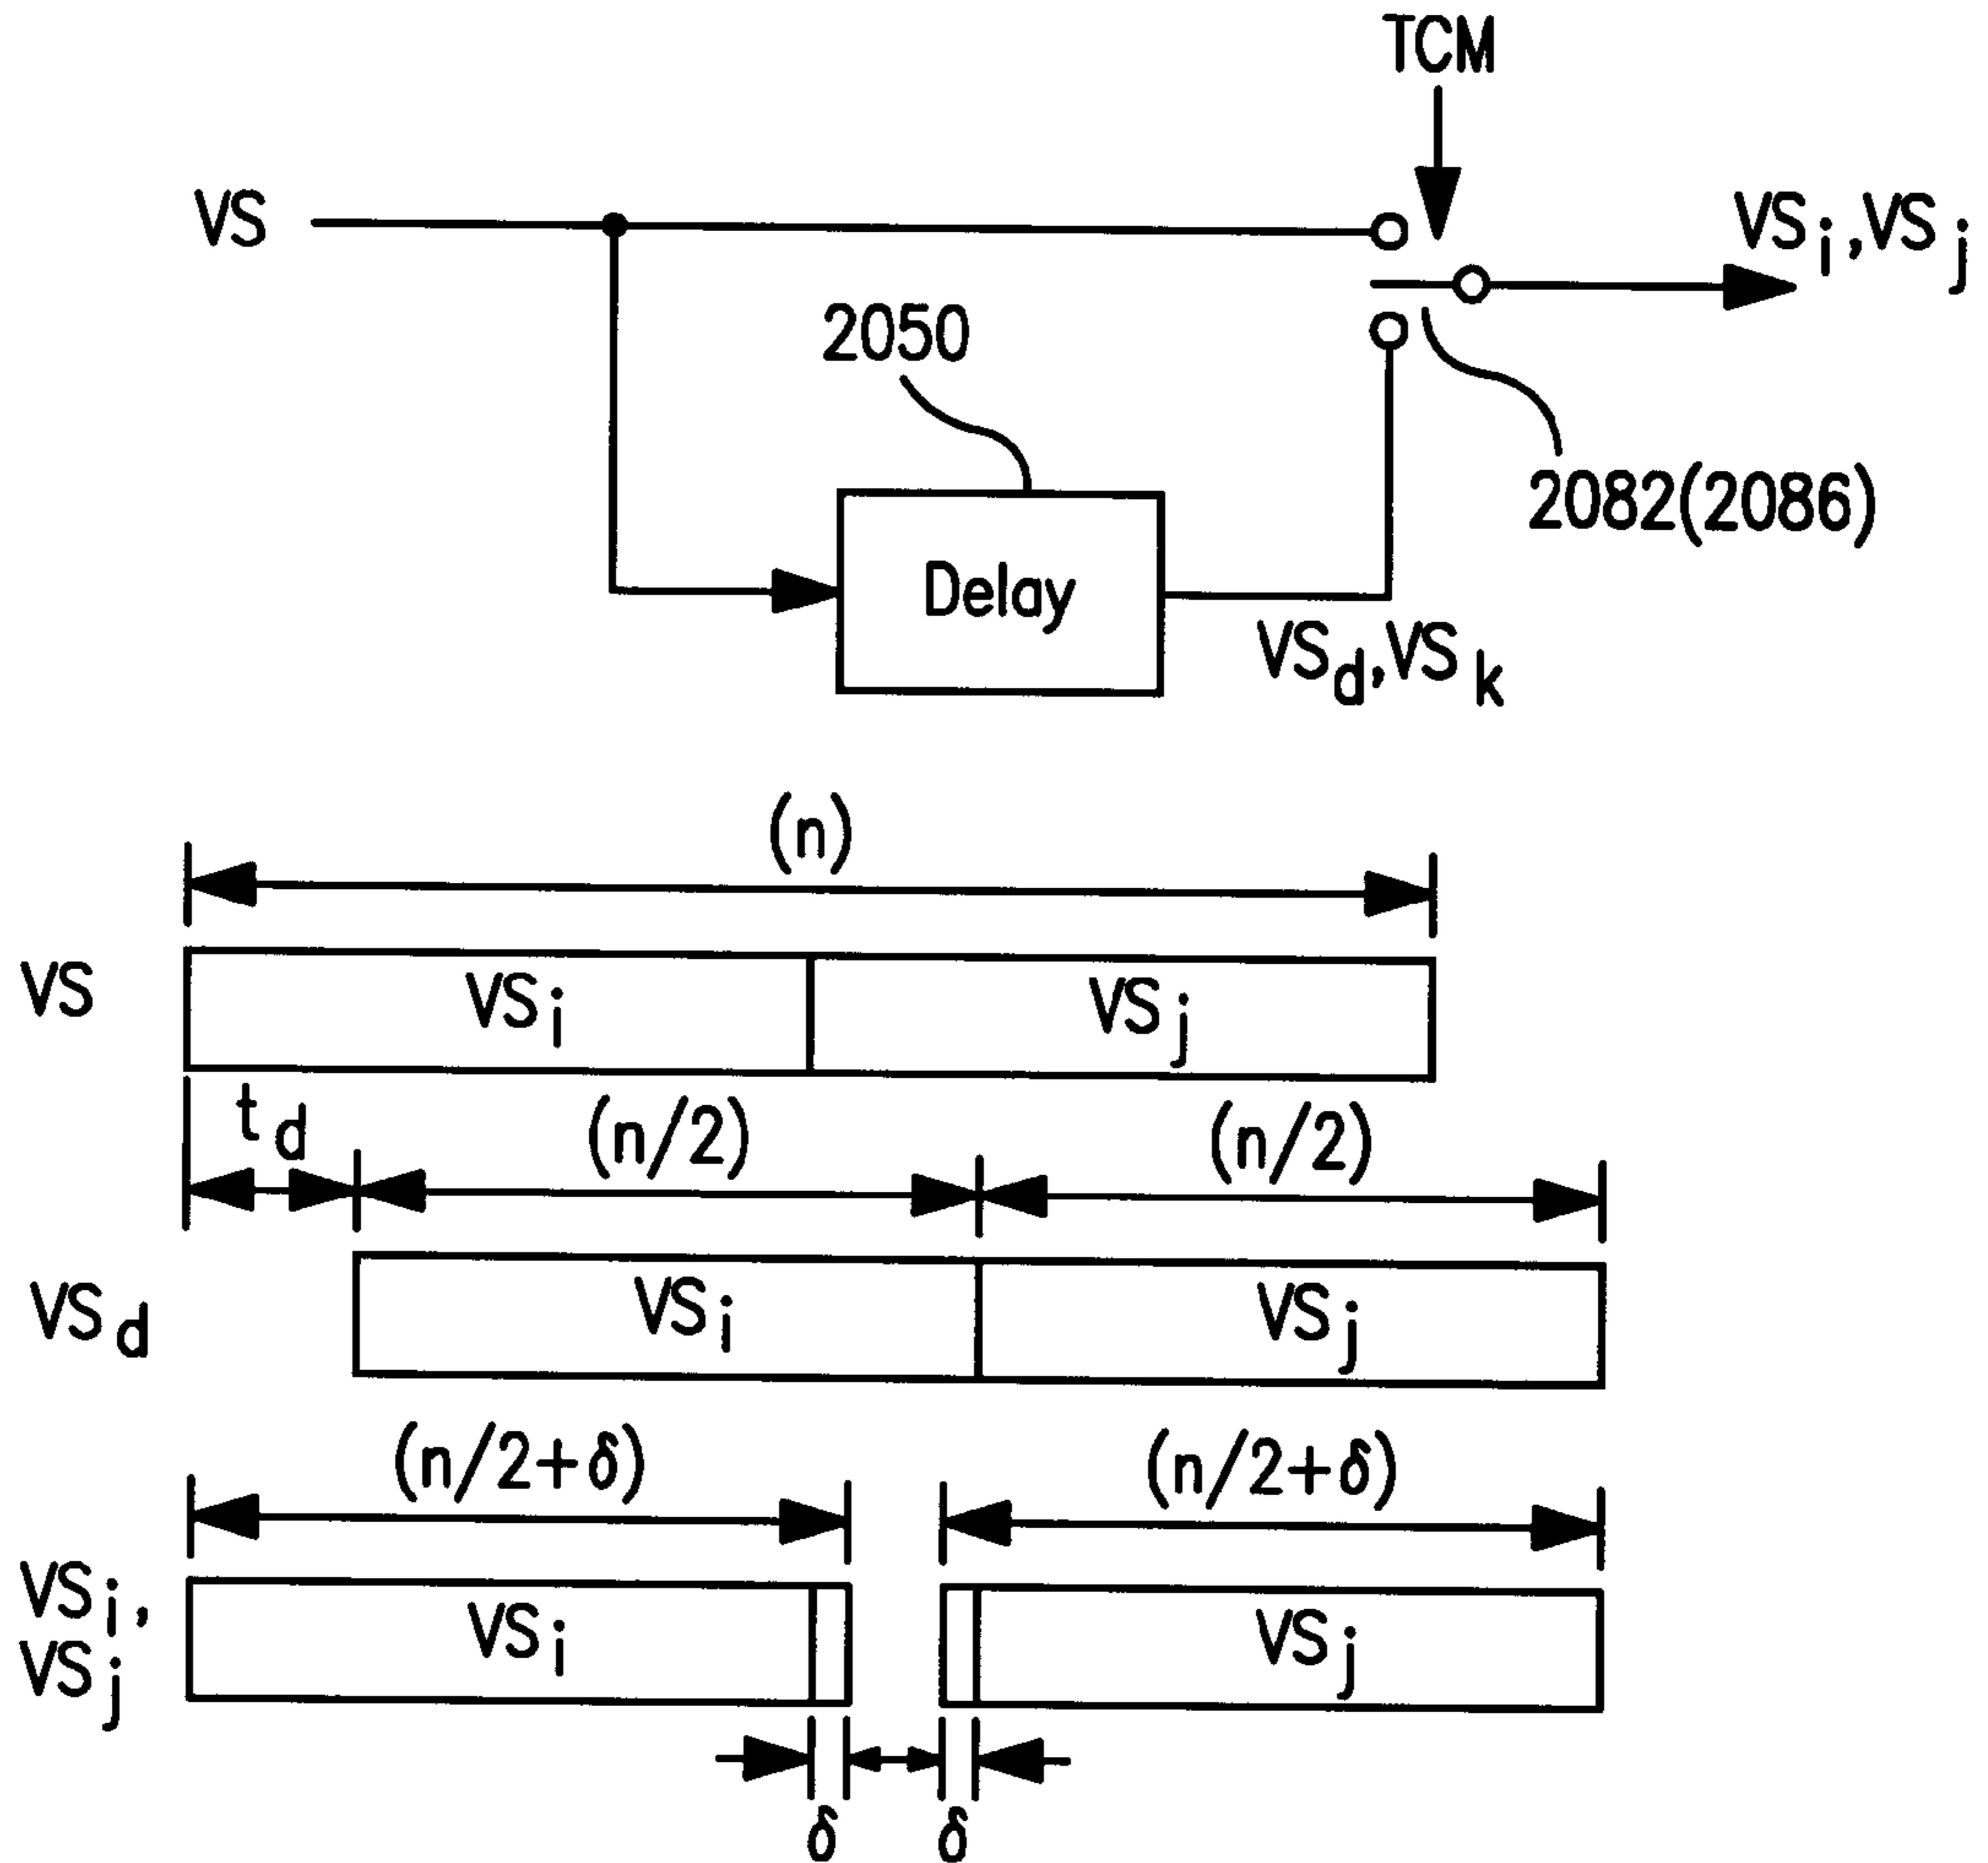 TCM
VS
VSi,VSj
2050
2082(2086)
Delay
VSd,VSk
(n)
VS
VSi
VSj
td
(n/2)
(n/2)
VSd
VSi
VSj
(n/2+δ)
(n/2+δ)
VSi,
VSj
VSi
VSj
δ
δ